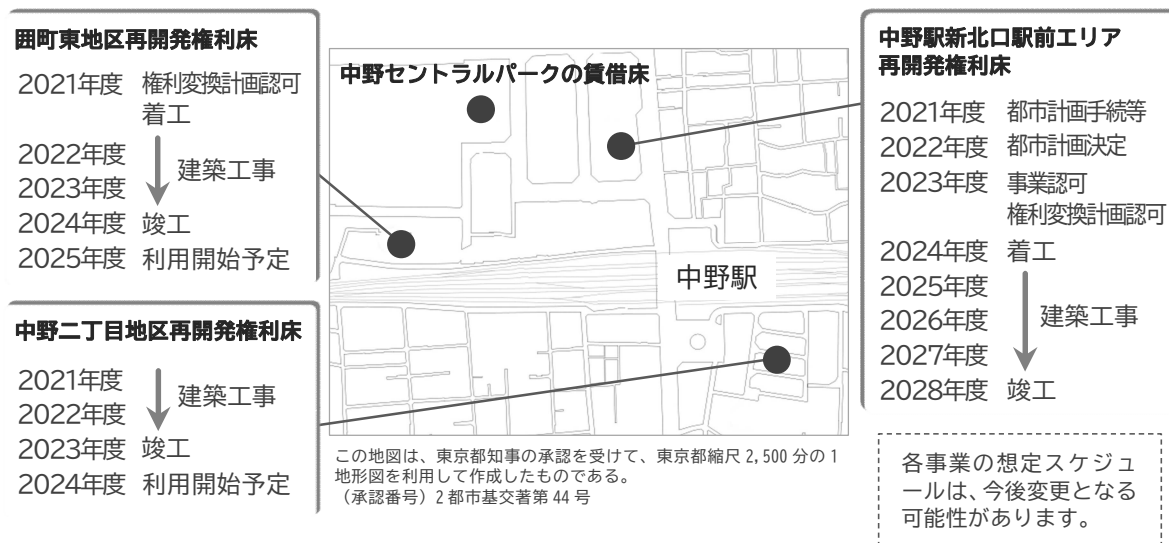 囲町東地区再開発権利床
2021年度 権利変換計画認可
着工
2022年度
2023年度
建築工事
2024年度 竣工
2025年度 利用開始予定
中野二丁目地区再開発権利床
2021年度
2022年度
建築工事
2023年度 竣工
2024年度 利用開始予定
中野セントラルパークの賃借床
中野駅
この地図は、東京都知事の承認を受けて、東京都縮尺 2,500 分の 1
地形図を利用して作成したものである。
（承認番号）2 都市基交著第 44 号
中野駅新北口駅前エリア
再開発権利床
2021年度 都市計画手続等
2022年度 都市計画決定
2023年度 事業認可
権利変換計画認可
2024年度 着工
2025年度
2026年度
建築工事
2027年度
2028年度 竣工
各事業の想定スケジュ
ールは、今後変更となる
可能性があります。